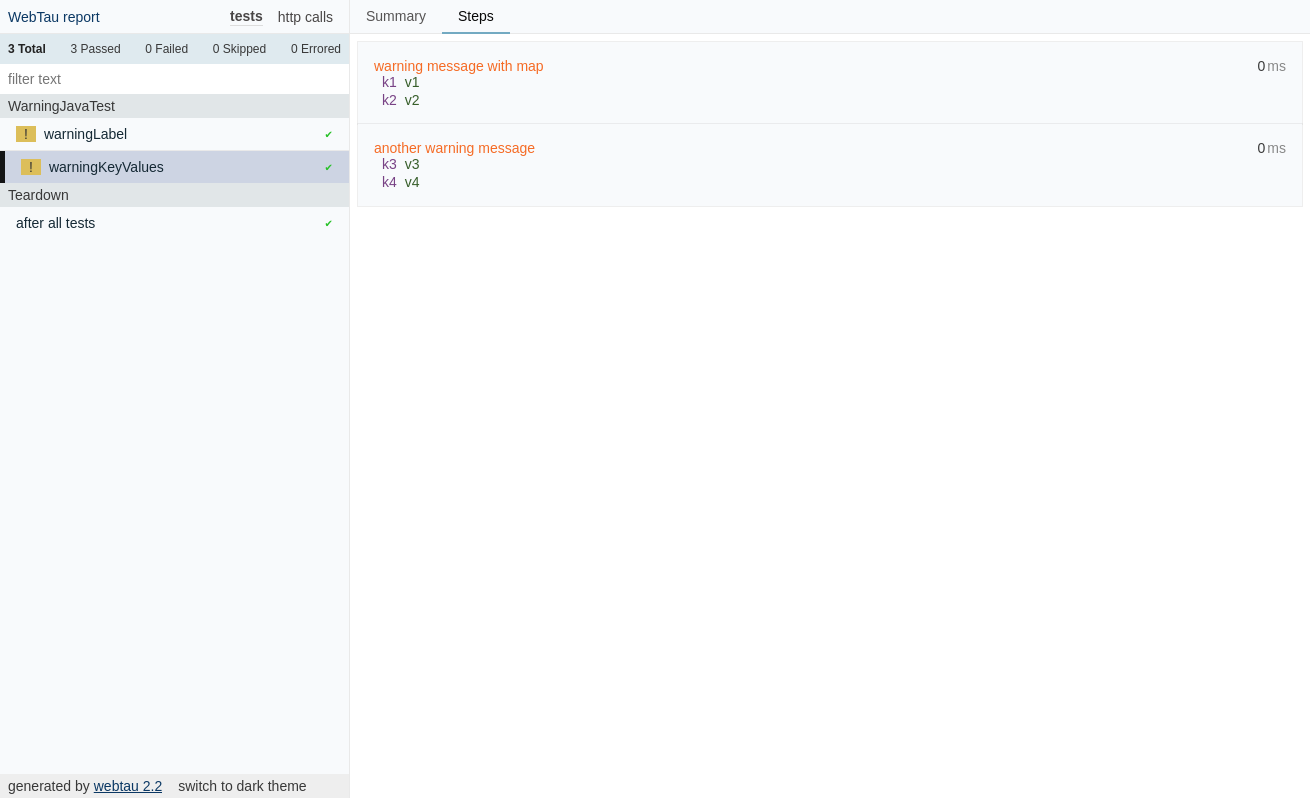 WebTau report tests http calls
3 Total 3 Passed 0 Failed 0 Skipped 0 Errored
filter text
WarningJavaTest
! warningLabel ✔
! warningKeyValues ✔
Teardown
after all tests ✔
generated by webtau 2.2 switch to dark theme
Summary Steps
warning message with map 0 ms
k1 v1
k2 v2
another warning message 0 ms
k3 v3
k4 v4